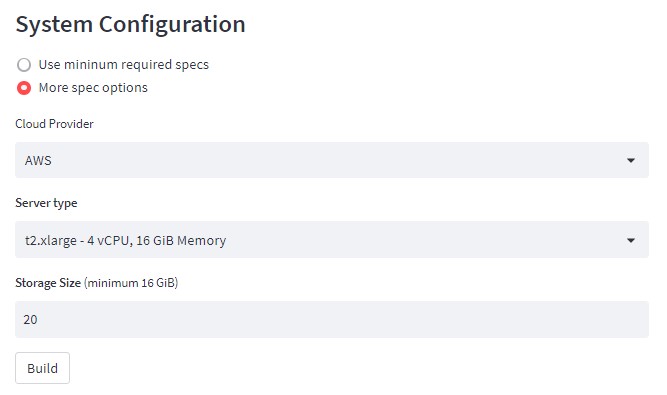 System Configuration
Use mininum required specs
More spec options
Cloud Provider
AWS
Server type
t2.xlarge - 4 vCPU, 16 GiB Memory
Storage Size (minimum 16 GiB)
20
Build